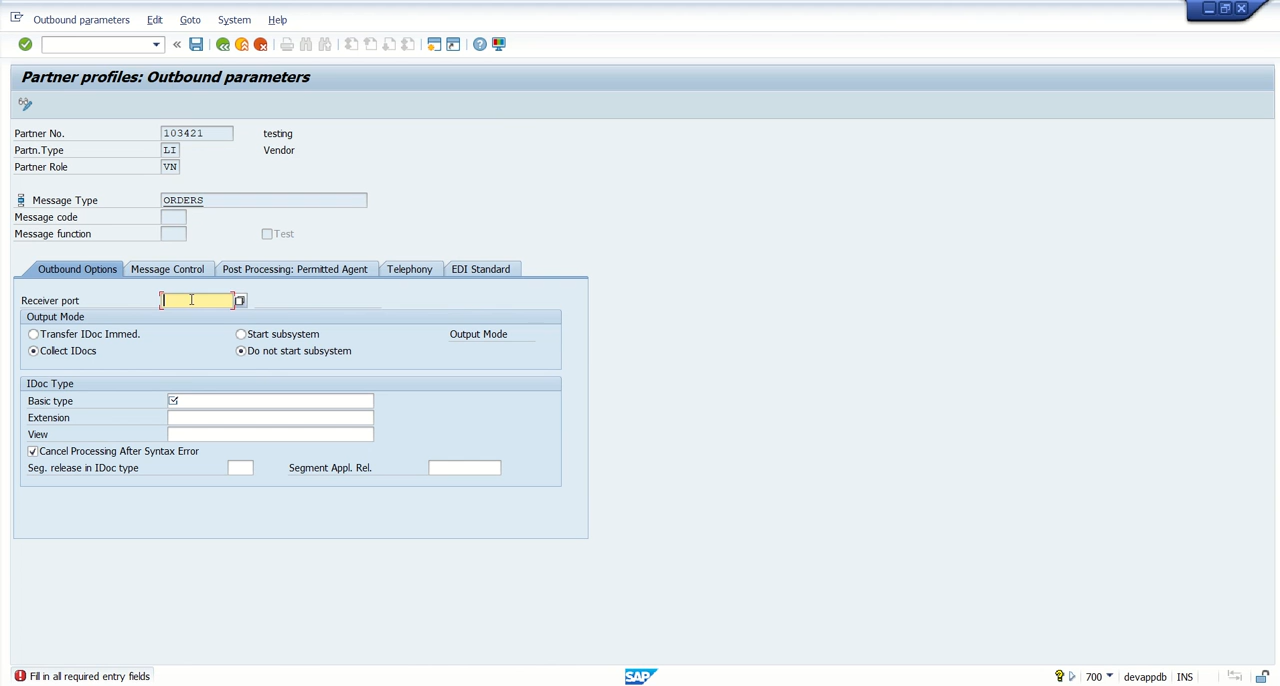 Outbound parameters Edit Goto System Help
Partner profiles: Outbound parameters
Partner No. 103421 testing
Partn.Type LI Vendor
Partner Role VN
Message Type ORDERS
Message code
Message function Test
Outbound Options Message Control Post Processing: Permitted Agent Telephony EDI Standard
Receiver port
Output Mode
Transfer IDoc Immed. Start subsystem Output Mode
Collect IDocs Do not start subsystem
IDoc Type
Basic type
Extension
View
Cancel Processing After Syntax Error
Seg. release in IDoc type Segment Appl. Rel.
Fill in all required entry fields SAP 700 devappdb INS